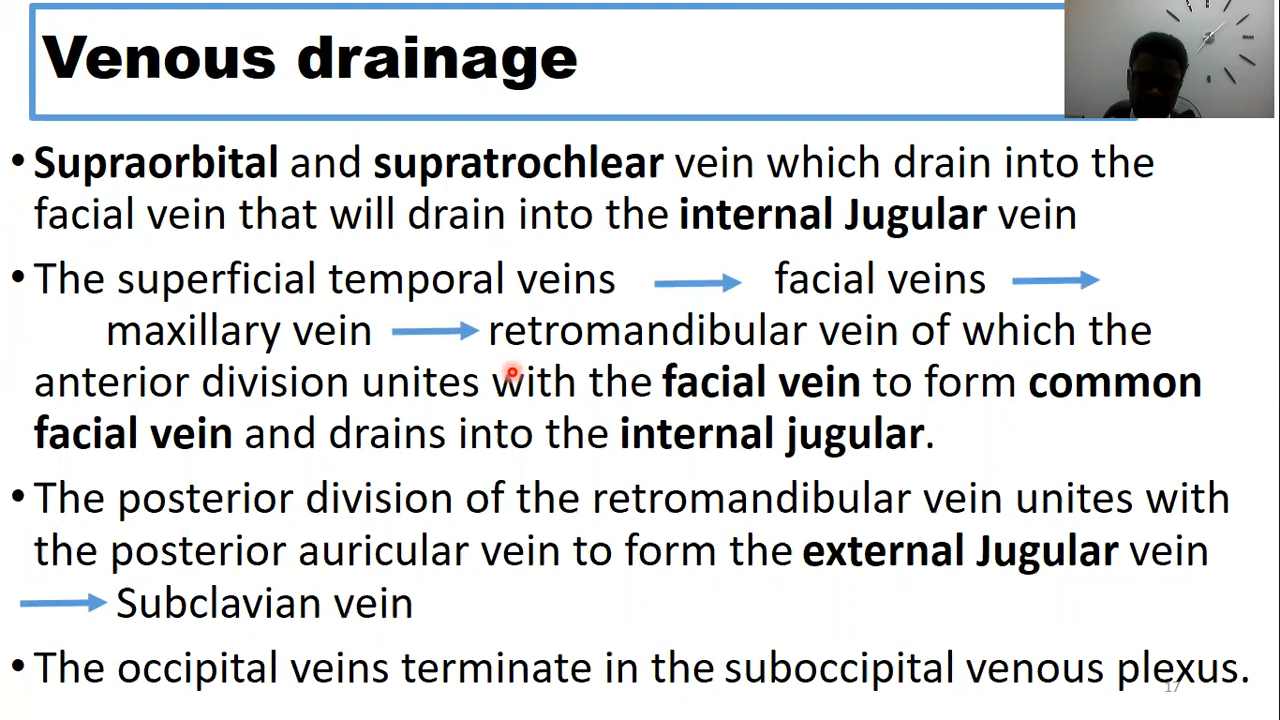 Venous drainage
• Supraorbital and supratrochlear vein which drain into the
facial vein that will drain into the internal Jugular vein
• The superficial temporal veins → facial veins →
maxillary vein → retromandibular vein of which the
anterior division unites with the facial vein to form common
facial vein and drains into the internal jugular.
• The posterior division of the retromandibular vein unites with
the posterior auricular vein to form the external Jugular vein
→ Subclavian vein
• The occipital veins terminate in the suboccipital venous plexus.
17